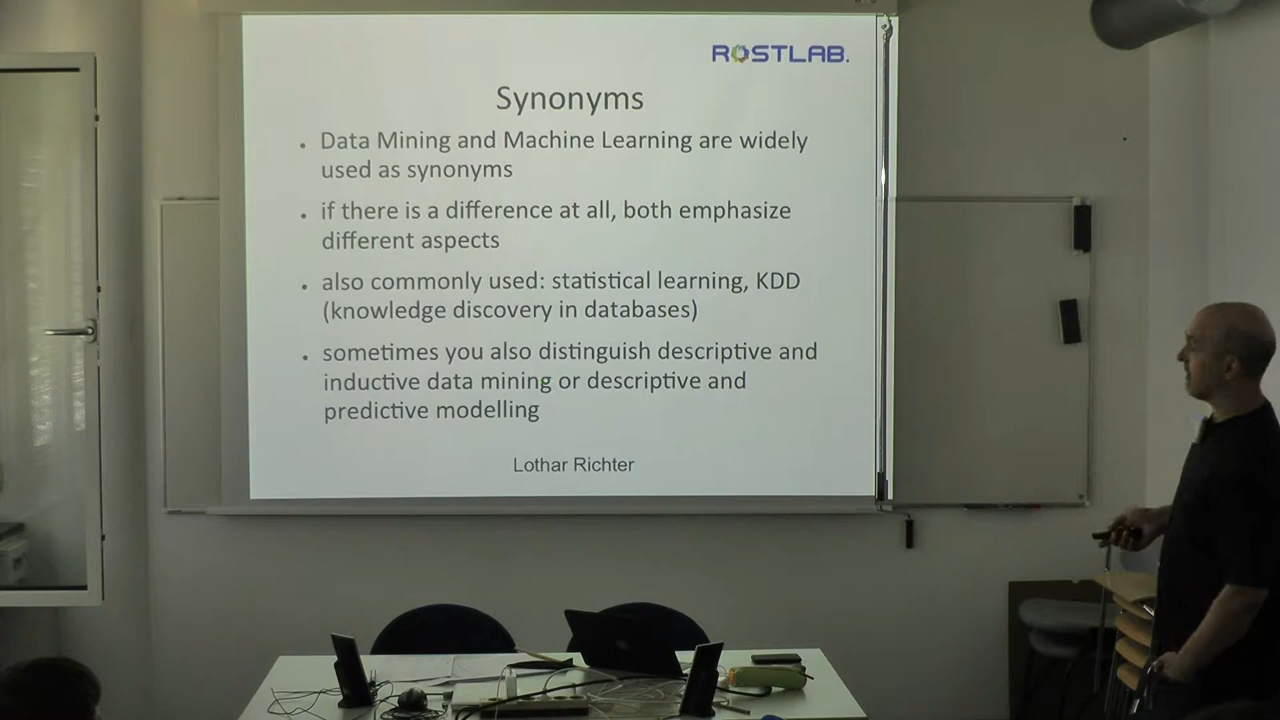 ROSTLAB.
Synonyms
• Data Mining and Machine Learning are widely
used as synonyms
• if there is a difference at all, both emphasize
different aspects
• also commonly used: statistical learning, KDD
(knowledge discovery in databases)
• sometimes you also distinguish descriptive and
inductive data mining or descriptive and
predictive modelling
Lothar Richter